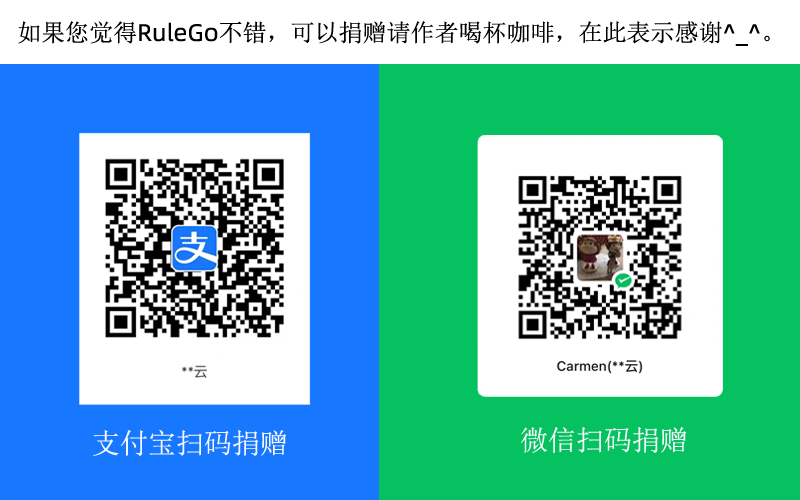 如果您觉得RuleGo不错，可以捐赠请作者喝杯咖啡，在此表示感谢^_^。
支
**云
支付宝扫码捐赠
Carmen(**云)
微信扫码捐赠